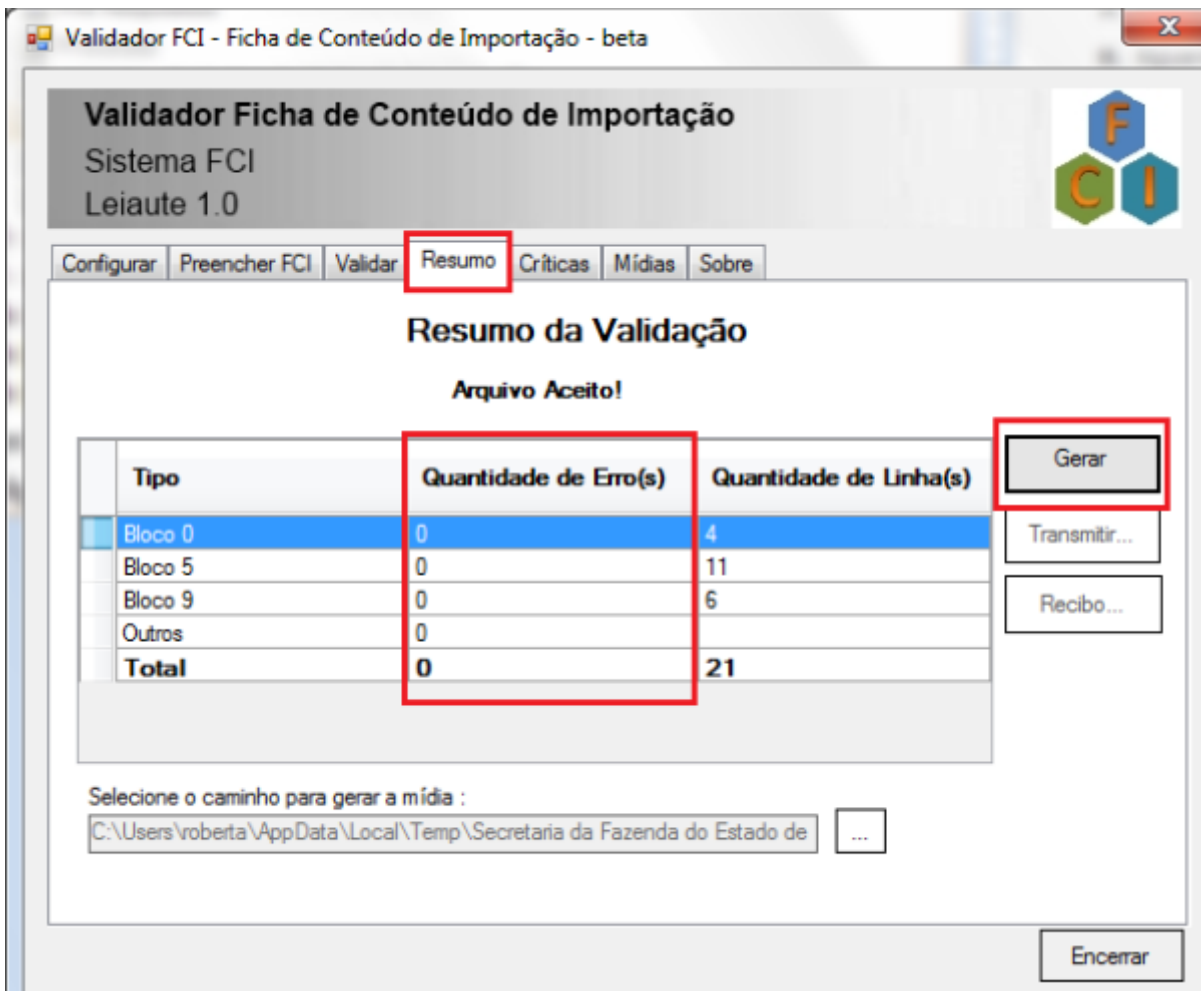 Validador FCI - Ficha de Conteúdo de Importação - beta
Validador Ficha de Conteúdo de Importação
Sistema FCI
Leiaute 1.0
F
C I
Configurar Preencher FCI Validar Resumo Críticas Mídias Sobre
Resumo da Validação
Arquivo Aceito!
Tipo Quantidade de Erro(s) Quantidade de Linha(s)
Gerar
Bloco 0 0 4
Transmitir...
Bloco 5 0 11
Bloco 9 0 6
Recibo...
Outros 0
Total 0 21
Selecione o caminho para gerar a mídia :
C:\Users\roberta\AppData\Local\Temp\Secretaria da Fazenda do Estado de
...
Encerrar